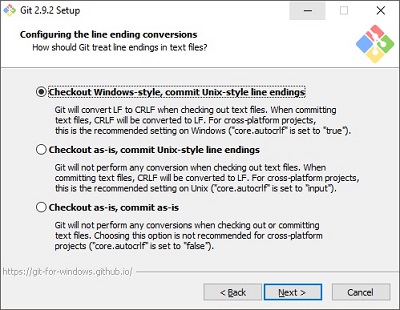 Git 2.9.2 Setup
Configuring the line ending conversions
How should Git treat line endings in text files?
Checkout Windows-style, commit Unix-style line endings
Git will convert LF to CRLF when checking out text files. When committing
text files, CRLF will be converted to LF. For cross-platform projects,
this is the recommended setting on Windows ("core.autocrlf" is set to "true").
Checkout as-is, commit Unix-style line endings
Git will not perform any conversion when checking out text files. When
committing text files, CRLF will be converted to LF. For cross-platform projects,
this is the recommended setting on Unix ("core.autocrlf" is set to "input").
Checkout as-is, commit as-is
Git will not perform any conversions when checking out or committing
text files. Choosing this option is not recommended for cross-platform
projects ("core.autocrlf" is set to "false").
https://git-for-windows.github.io/
< Back
Next >
Cancel